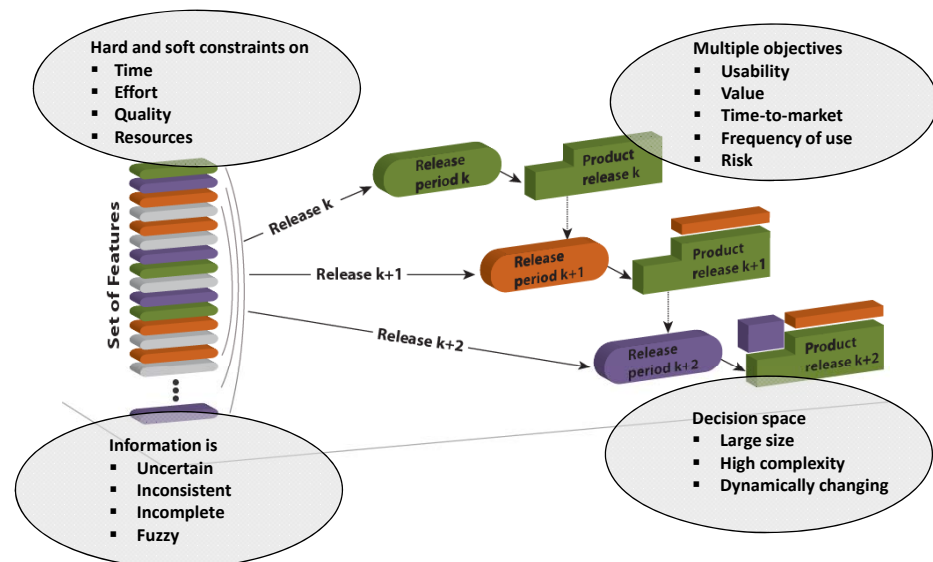 Hard and soft constraints on
▪ Time
▪ Effort
▪ Quality
▪ Resources
Multiple objectives
▪ Usability
▪ Value
▪ Time-to-market
▪ Frequency of use
▪ Risk
Set of Features
Release k
Release
period k
Product
release k
Release k+1
Release
period k+1
Product
release k+1
Release k+2
Release
period k+2
Product
release k+2
Information is
▪ Uncertain
▪ Inconsistent
▪ Incomplete
▪ Fuzzy
Decision space
▪ Large size
▪ High complexity
▪ Dynamically changing